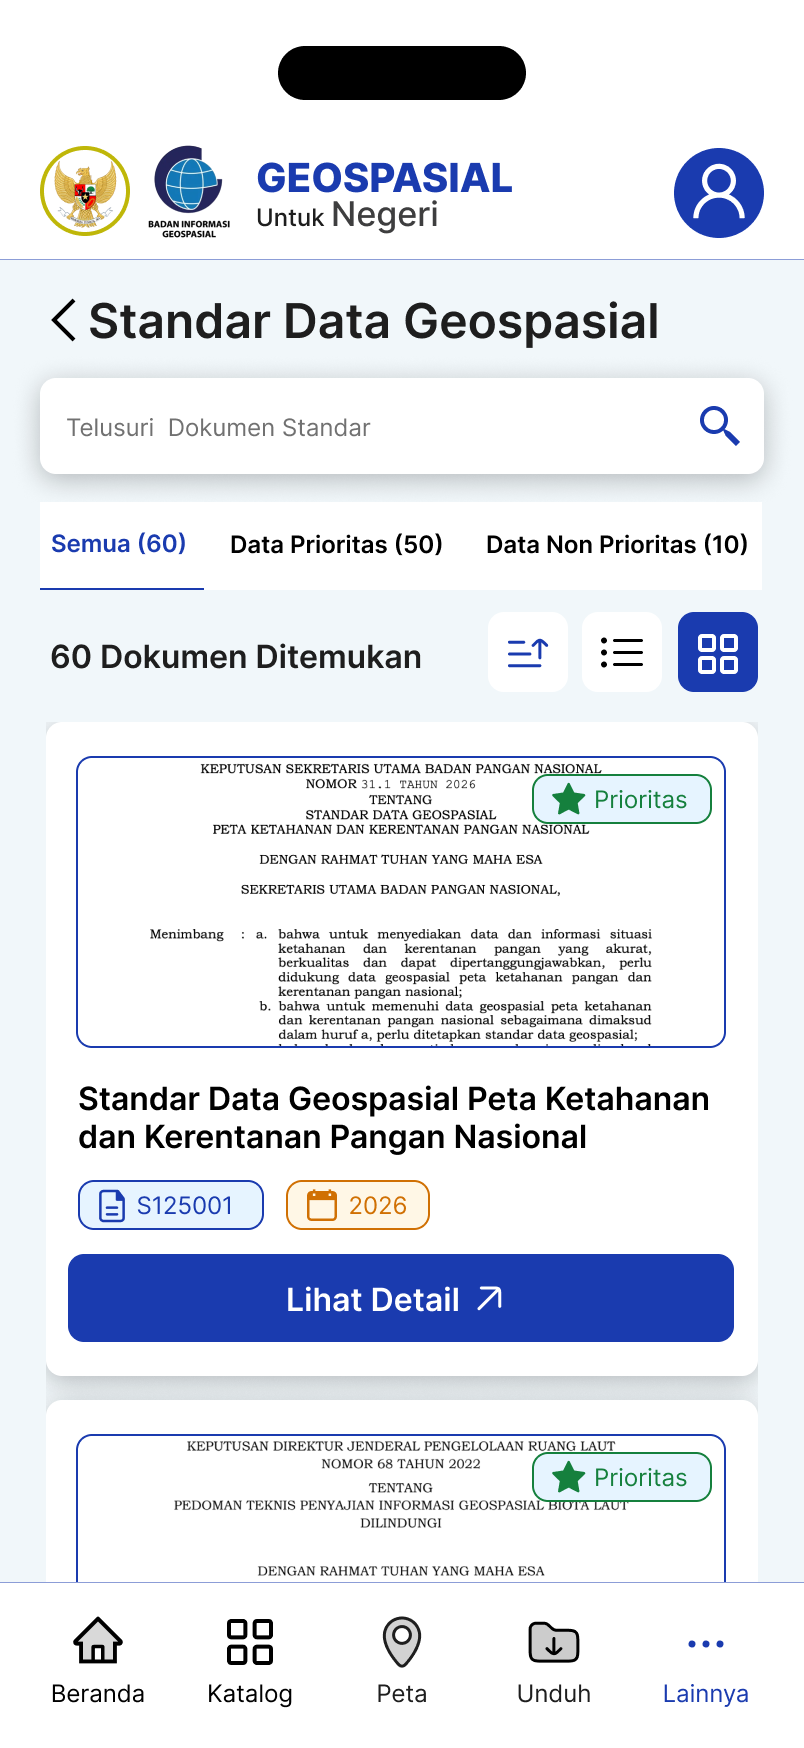 BADAN INFORMASI
GEOSPASIAL
GEOSPASIAL
Untuk Negeri
Standar Data Geospasial
Telusuri Dokumen Standar
Semua (60)
Data Prioritas (50)
Data Non Prioritas (10)
60 Dokumen Ditemukan
KEPUTUSAN SEKRETARIS UTAMA BADAN PANGAN NASIONAL
NOMOR 31.1 TAHUN 2026
TENTANG
Prioritas
STANDAR DATA GEOSPASIAL
PETA KETAHANAN DAN KERENTANAN PANGAN NASIONAL
DENGAN RAHMAT TUHAN YANG MAHA ESA
SEKRETARIS UTAMA BADAN PANGAN NASIONAL,
Menimbang : a. bahwa untuk menyediakan data dan informasi situasi
ketahanan dan kerentanan pangan yang akurat,
berkualitas dan dapat dipertanggungjawabkan, perlu
didukung data geospasial peta ketahanan pangan dan
kerentanan pangan nasional;
b. bahwa untuk memenuhi data geospasial peta ketahanan
dan kerentanan pangan nasional sebagaimana dimaksud
dalam huruf a, perlu ditetapkan standar data geospasial;
Standar Data Geospasial Peta Ketahanan
dan Kerentanan Pangan Nasional
S125001
2026
Lihat Detail
KEPUTUSAN DIREKTUR JENDERAL PENGELOLAAN RUANG LAUT
NOMOR 68 TAHUN 2022
Prioritas
TENTANG
PEDOMAN TEKNIS PENYAJIAN INFORMASI GEOSPASIAL BIOTA LAUT
DILINDUNGI
DENGAN RAHMAT TUHAN YANG MAHA ESA
Beranda
Katalog
Peta
Unduh
Lainnya